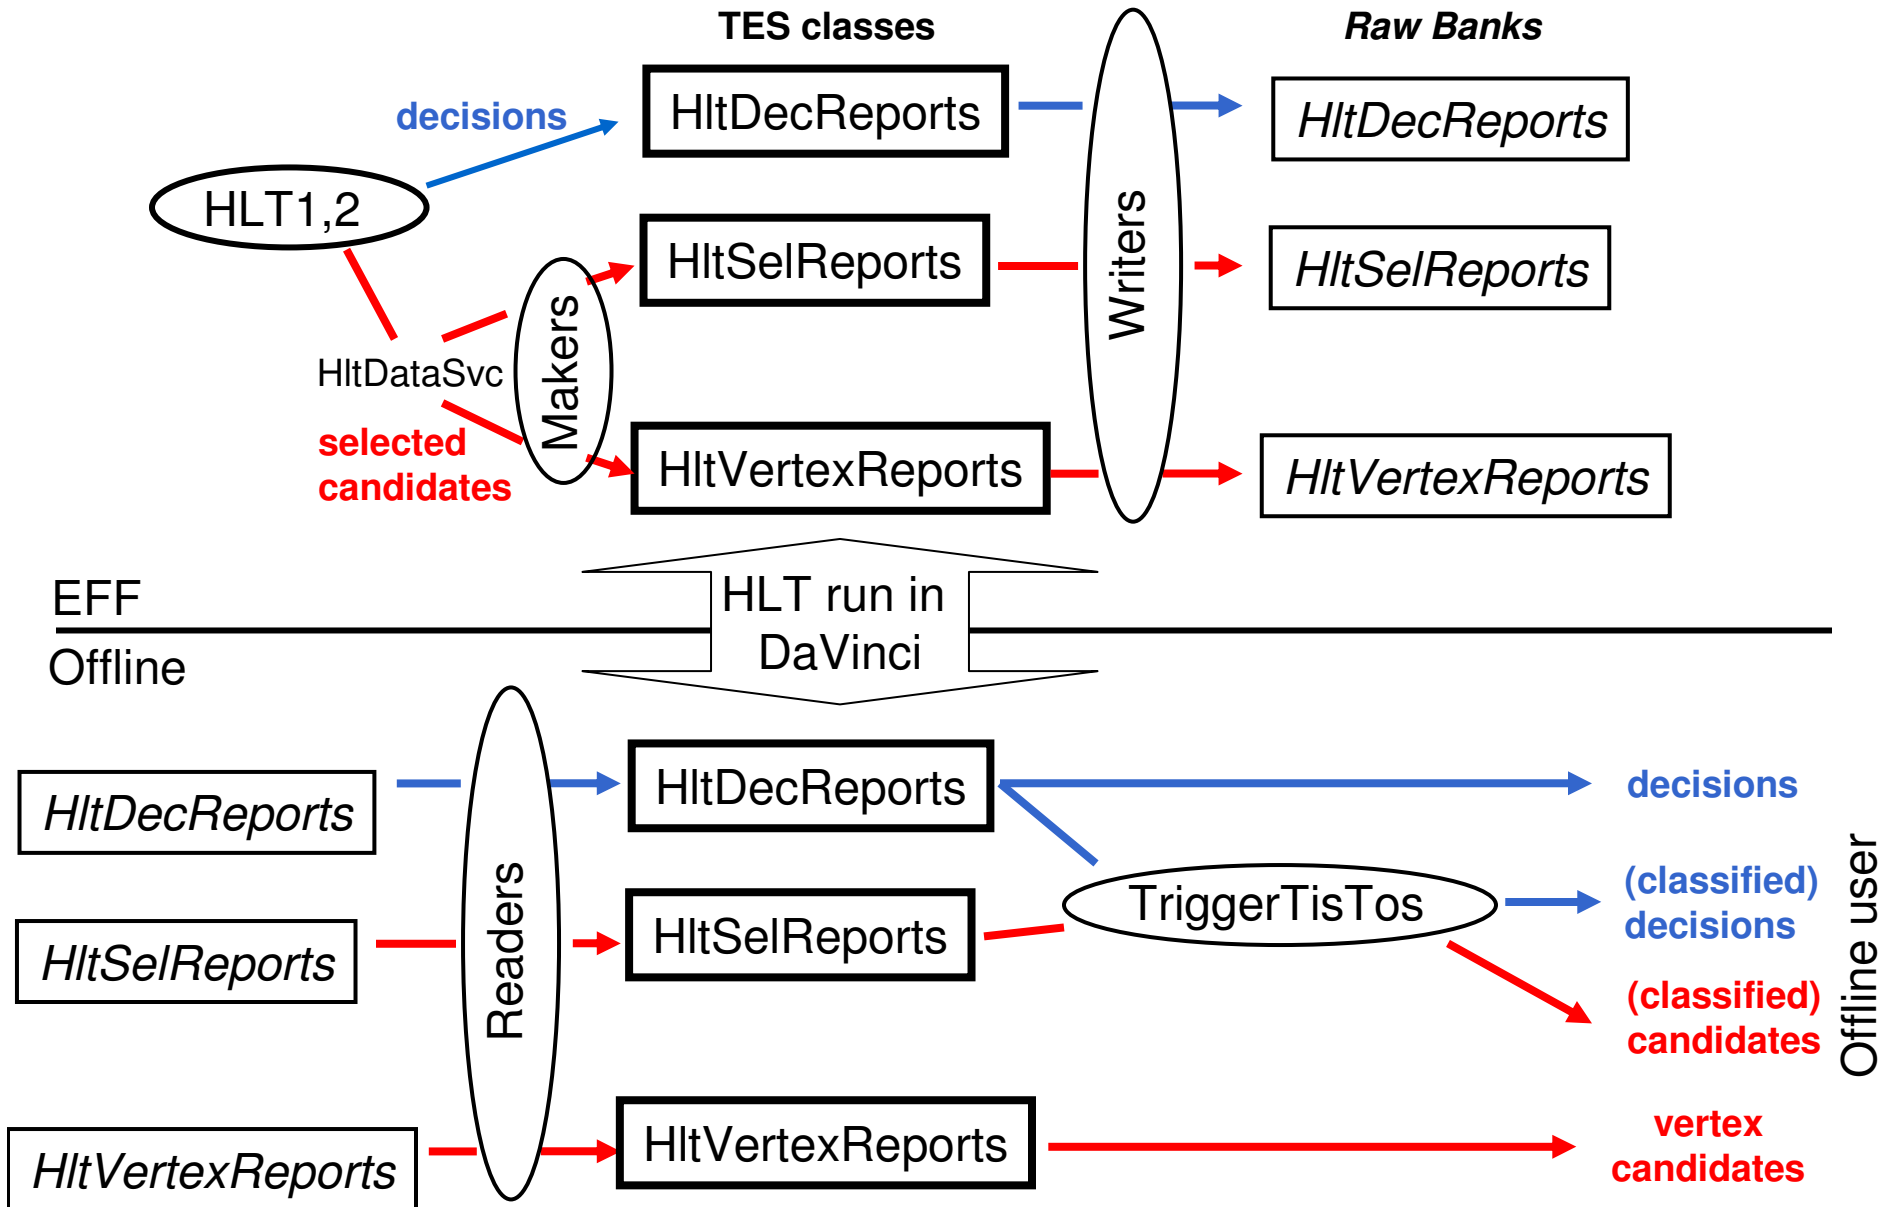 TES classes
Raw Banks
decisions
HltDecReports
HltDecReports
HLT1,2
HltSelReports
HltSelReports
Writers
Makers
HltDataSvc
selected
candidates
HltVertexReports
HltVertexReports
EFF
HLT run in
DaVinci
Offline
HltDecReports
HltDecReports
decisions
Readers
HltSelReports
HltSelReports
TriggerTisTos
(classified)
decisions
(classified)
candidates
Offline user
HltVertexReports
HltVertexReports
vertex
candidates